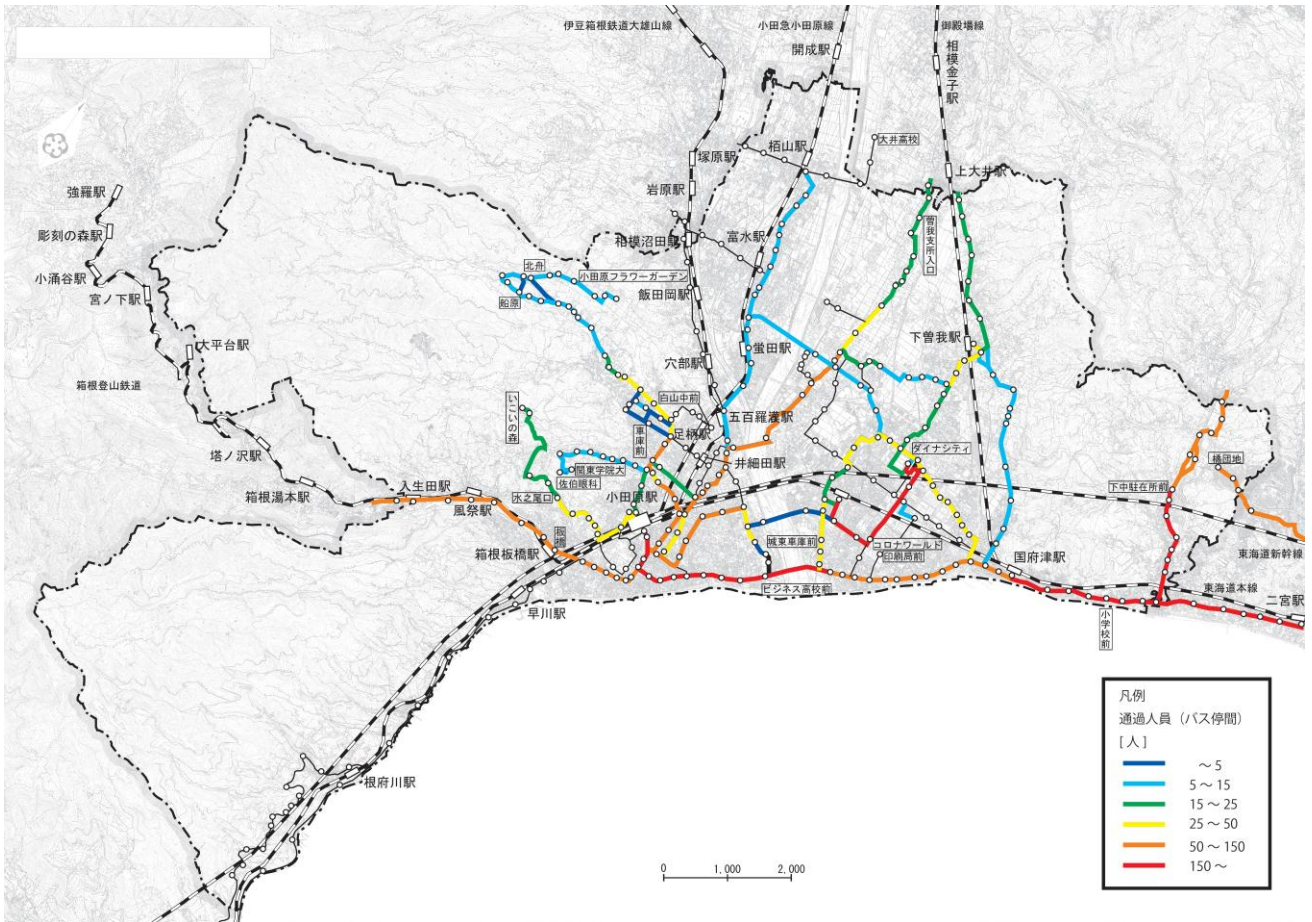 伊豆箱根鉄道大雄山線
小田急小田原線
御殿場線
開成駅
相模金子駅
大井高校
栢山駅
塚原駅
上大井駅
強羅駅
岩原駅
曽我支所入口
彫刻の森駅
相模沼田駅
富水駅
小涌谷駅
北舟
小田原フラワーガーデン
宮ノ下駅
船原
飯田岡駅
下曽我駅
大平台駅
蛍田駅
穴部駅
箱根登山鉄道
いこいの森
白山中前
五百羅漢駅
車庫前
足柄駅
ダイナシティ
塔ノ沢駅
関東学院大
井細田駅
橘団地
佐伯眼科
入生田駅
下中駐在所前
箱根湯本駅
水之尾口
小田原駅
風祭駅
板橋
城東車庫前
コロナワールド
箱根板橋駅
印刷局前
国府津駅
東海道新幹線
ビジネス高校前
東海道本線
早川駅
小学校前
二宮駅
根府川駅
凡例
通過人員(バス停間)
[人]
～5
5～15
15～25
25～50
50～150
150～
0 1,000 2,000